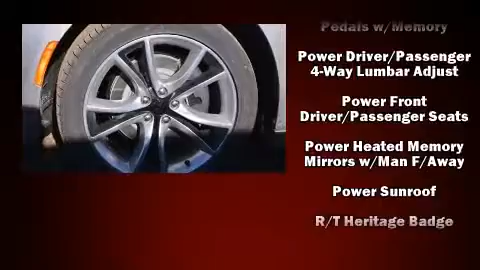 Pedals w/Memory
Power Driver/Passenger
4-Way Lumbar Adjust
Power Front
Driver/Passenger Seats
Power Heated Memory
Mirrors w/Man F/Away
Power Sunroof
R/T Heritage Badge